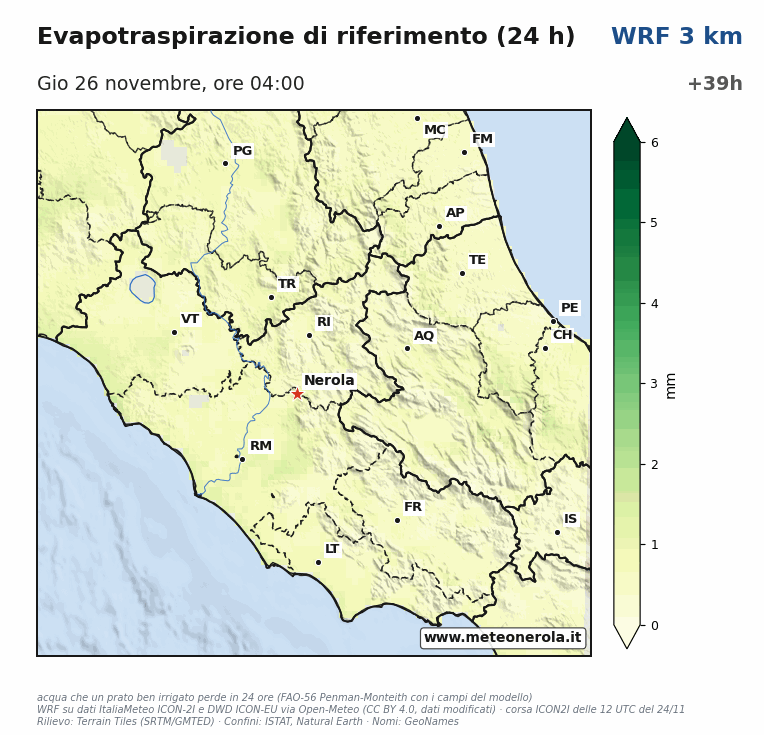 Evapotraspirazione di riferimento (24 h) WRF 3 km
Gio 26 novembre, ore 04:00 +39h
MC
FM
PG
AP
TE
TR
PE
VT
RI
AQ
CH
Nerola
RM
FR
IS
LT
www.meteonerola.it
6
5
4
3
2
1
0
mm
acqua che un prato ben irrigato perde in 24 ore (FAO-56 Penman-Monteith con i campi del modello)
WRF su dati ItaliaMeteo ICON-2I e DWD ICON-EU via Open-Meteo (CC BY 4.0, dati modificati) · corsa ICON2I delle 12 UTC del 24/11
Rilievo: Terrain Tiles (SRTM/GMTED) · Confini: ISTAT, Natural Earth · Nomi: GeoNames